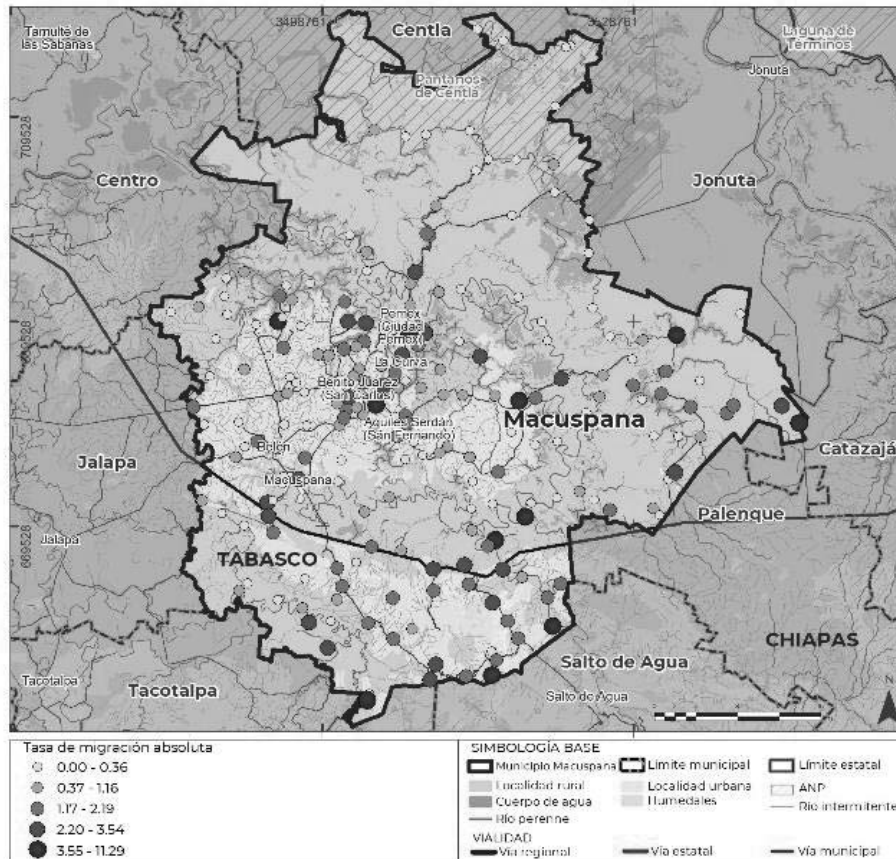 3498761
3528761
Tamulté de
las Sabanas
Centla
Laguna de
Términos
Pantanos
de Centla
Jonuta
709528
Centro
Jonuta
Pemex
(Ciudad
Pemex)
La Curva
Benito Juárez
(San Carlos)
Macuspana
Aquiles Serdán
(San Fernando)
Belén
Jalapa
Catazajá
Macuspana
Palenque
669528
Jalapa
TABASCO
CHIAPAS
Salto de Agua
Tacotalpa
Tacotalpa
Salto de Agua
N
Tasa de migración absoluta
0.00 - 0.36
0.37 - 1.16
1.17 - 2.19
2.20 - 3.54
3.55 - 11.29
SIMBOLOGÍA BASE
Municipio Macuspana
Límite municipal
Límite estatal
Localidad rural
Localidad urbana
ANP
Cuerpo de agua
Humedales
Río intermitente
Río perenne
VIALIDAD
Vía regional
Vía estatal
Vía municipal